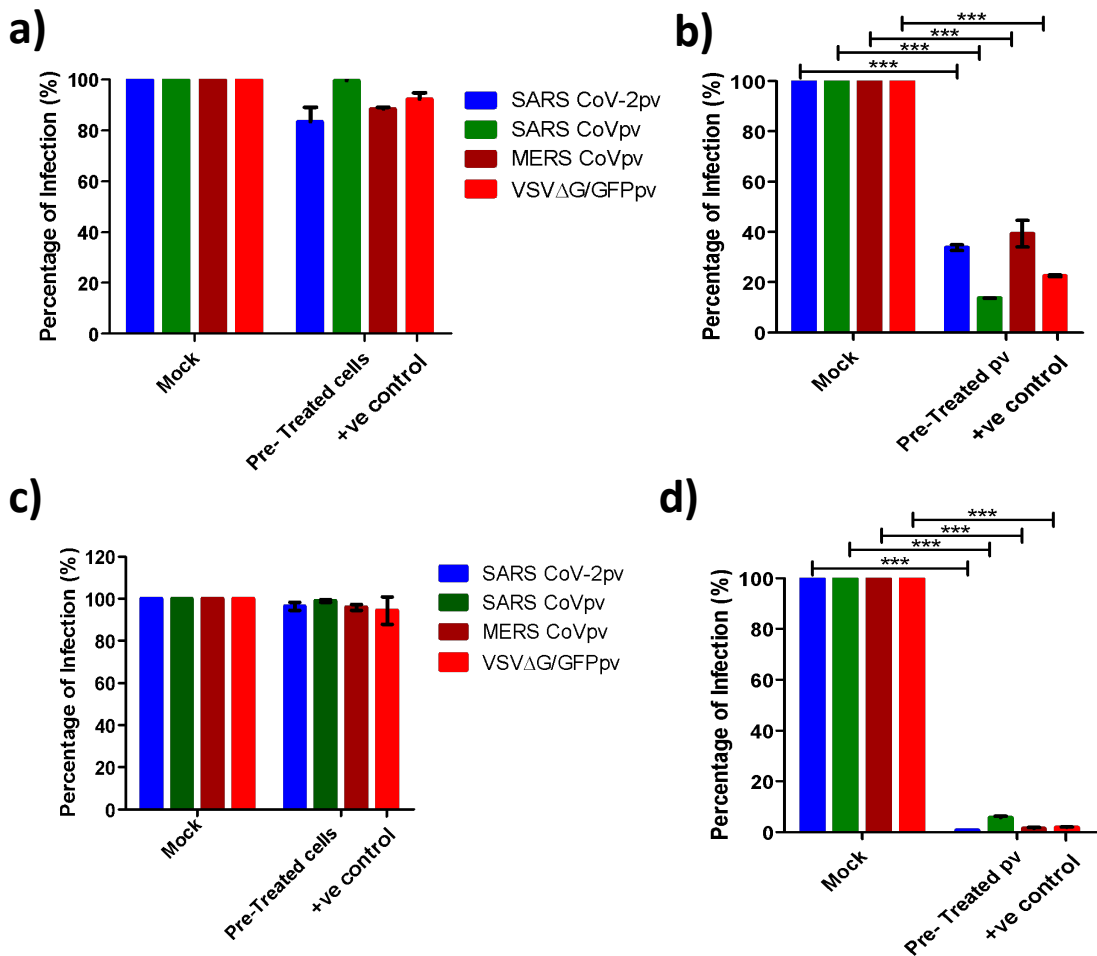 a)
Percentage of Infection (%)
100
80
60
40
20
0
Mock
Pre- Treated cells
+ve control
SARS CoV-2pv
SARS CoVpv
MERS CoVpv
VSVΔG/GFPpv
b)
***
***
***
***
Percentage of Infection (%)
100
80
60
40
20
0
Mock
Pre- Treated pv
+ve control
c)
Percentage of Infection (%)
120
100
80
60
40
20
0
Mock
Pre- Treated cells
+ve control
SARS CoV-2pv
SARS CoVpv
MERS CoVpv
VSVΔG/GFPpv
d)
***
***
***
***
Percentage of Infection (%)
100
80
60
40
20
0
Mock
Pre- Treated pv
+ve control